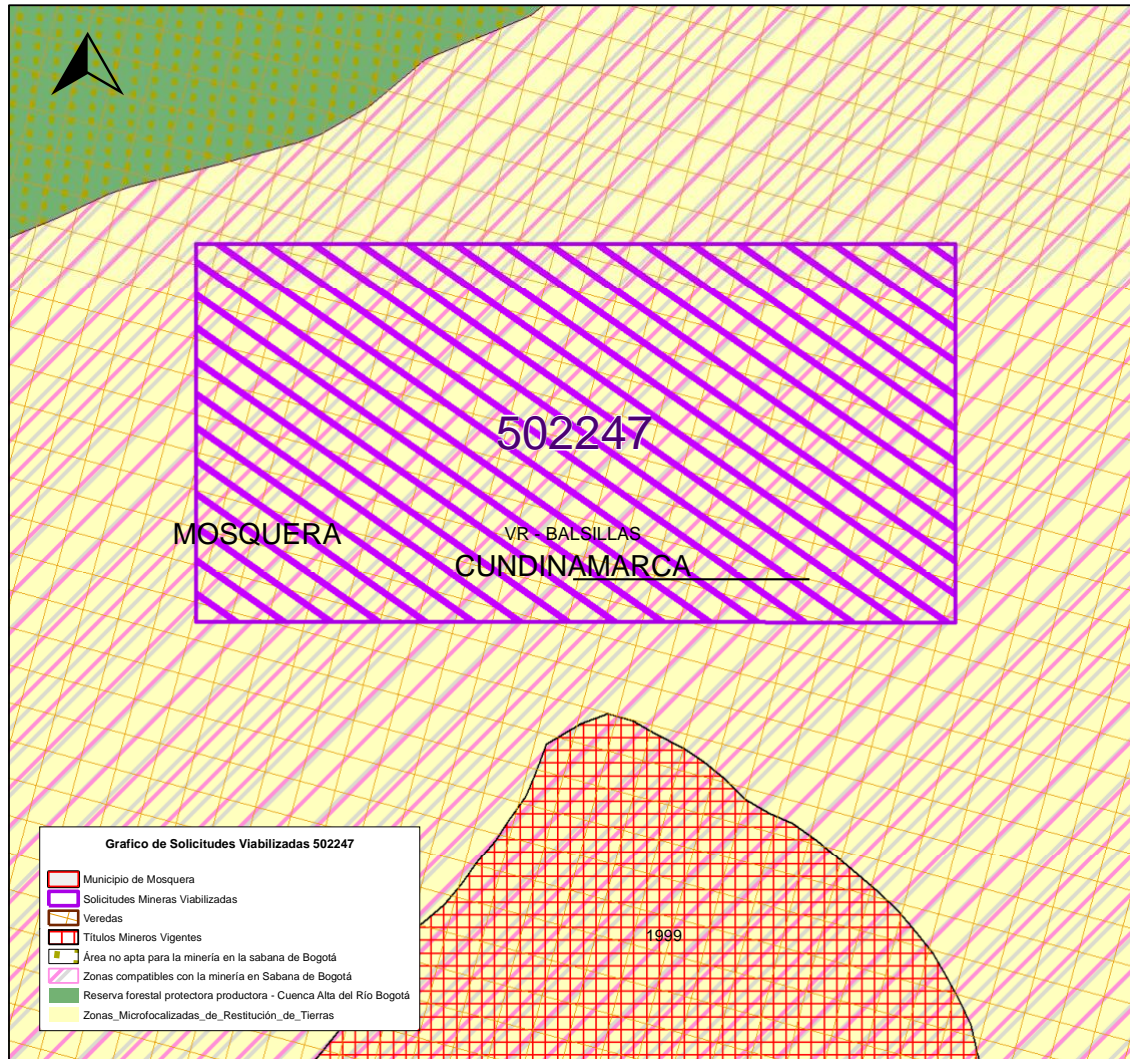 502247
MOSQUERA
VR - BALSILLAS
CUNDINAMARCA
1999
Grafico de Solicitudes Viabilizadas 502247
Municipio de Mosquera
Solicitudes Mineras Viabilizadas
Veredas
Títulos Mineros Vigentes
Área no apta para la minería en la sabana de Bogotá
Zonas compatibles con la minería en Sabana de Bogotá
Reserva forestal protectora productora - Cuenca Alta del Río Bogotá
Zonas_Microfocalizadas_de_Restitución_de_Tierras